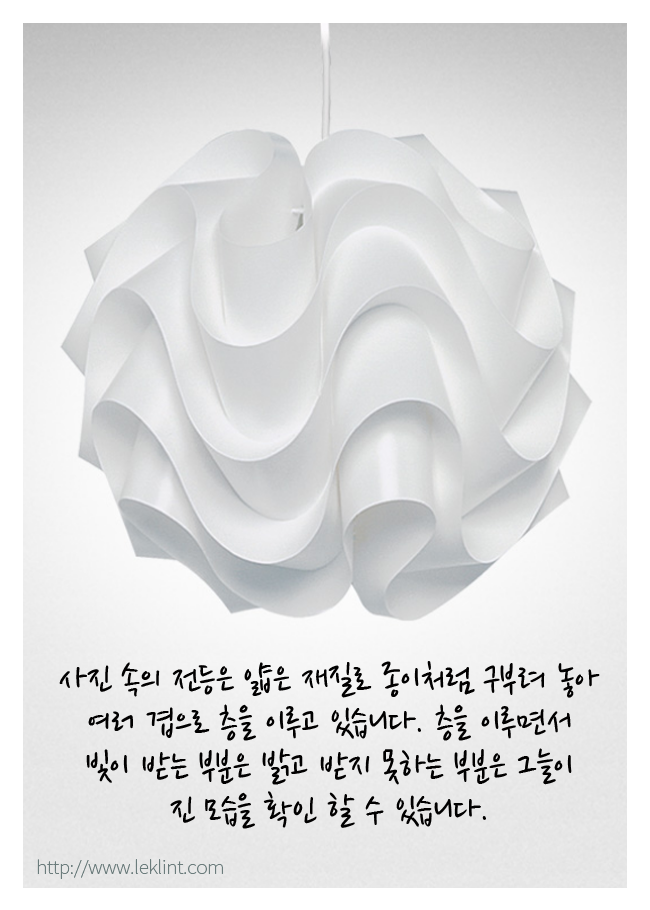 사진 속의 전등은 얇은 재질로 종이처럼 구부려 놓아
여러 겹으로 층을 이루고 있습니다. 층을 이루면서
빛이 받는 부분은 밝고 받지 못하는 부분은 그늘이
진 모습을 확인 할 수 있습니다.
http://www.leklint.com